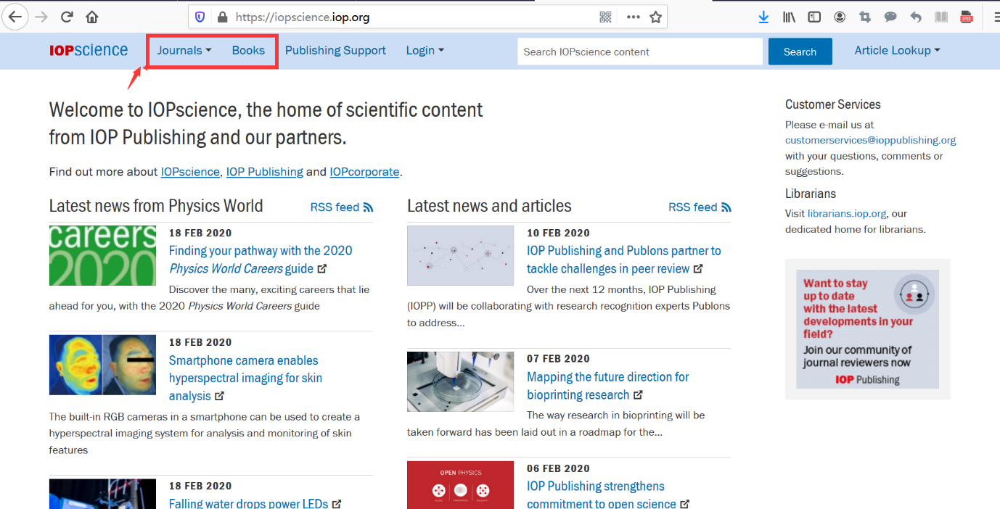 https://iopscience.iop.org
IOPscience Journals Books Publishing Support Login Search IOPscience content Search Article Lookup
Welcome to IOPscience, the home of scientific content
from IOP Publishing and our partners.
Find out more about IOPscience, IOP Publishing and IOPcorporate.
Latest news from Physics World RSS feed
careers
2020
18 FEB 2020
Finding your pathway with the 2020
Physics World Careers guide
Discover the many, exciting careers that lie
ahead for you, with the 2020 Physics World Careers guide
18 FEB 2020
Smartphone camera enables
hyperspectral imaging for skin
analysis
The built-in RGB cameras in a smartphone can be used to create a
hyperspectral imaging system for analysis and monitoring of skin
features
18 FEB 2020
Falling water drops power LEDs
Latest news and articles RSS feed
10 FEB 2020
IOP Publishing and Publons partner to
tackle challenges in peer review
Over the next 12 months, IOP Publishing
(IOPP) will be collaborating with research recognition experts Publons
to address...
07 FEB 2020
Mapping the future direction for
bioprinting research
The way research in bioprinting will be
taken forward has been laid out in a roadmap for the...
OPEN PHYSICS
06 FEB 2020
IOP Publishing strengthens
commitment to open science
Customer Services
Please e-mail us at
customerservices@ioppublishing.org
with your questions, comments or
suggestions.
Librarians
Visit librarians.iop.org, our
dedicated home for librarians.
Want to stay
up to date
with the latest
developments in your
field?
Join our community of
journal reviewers now
IOP Publishing